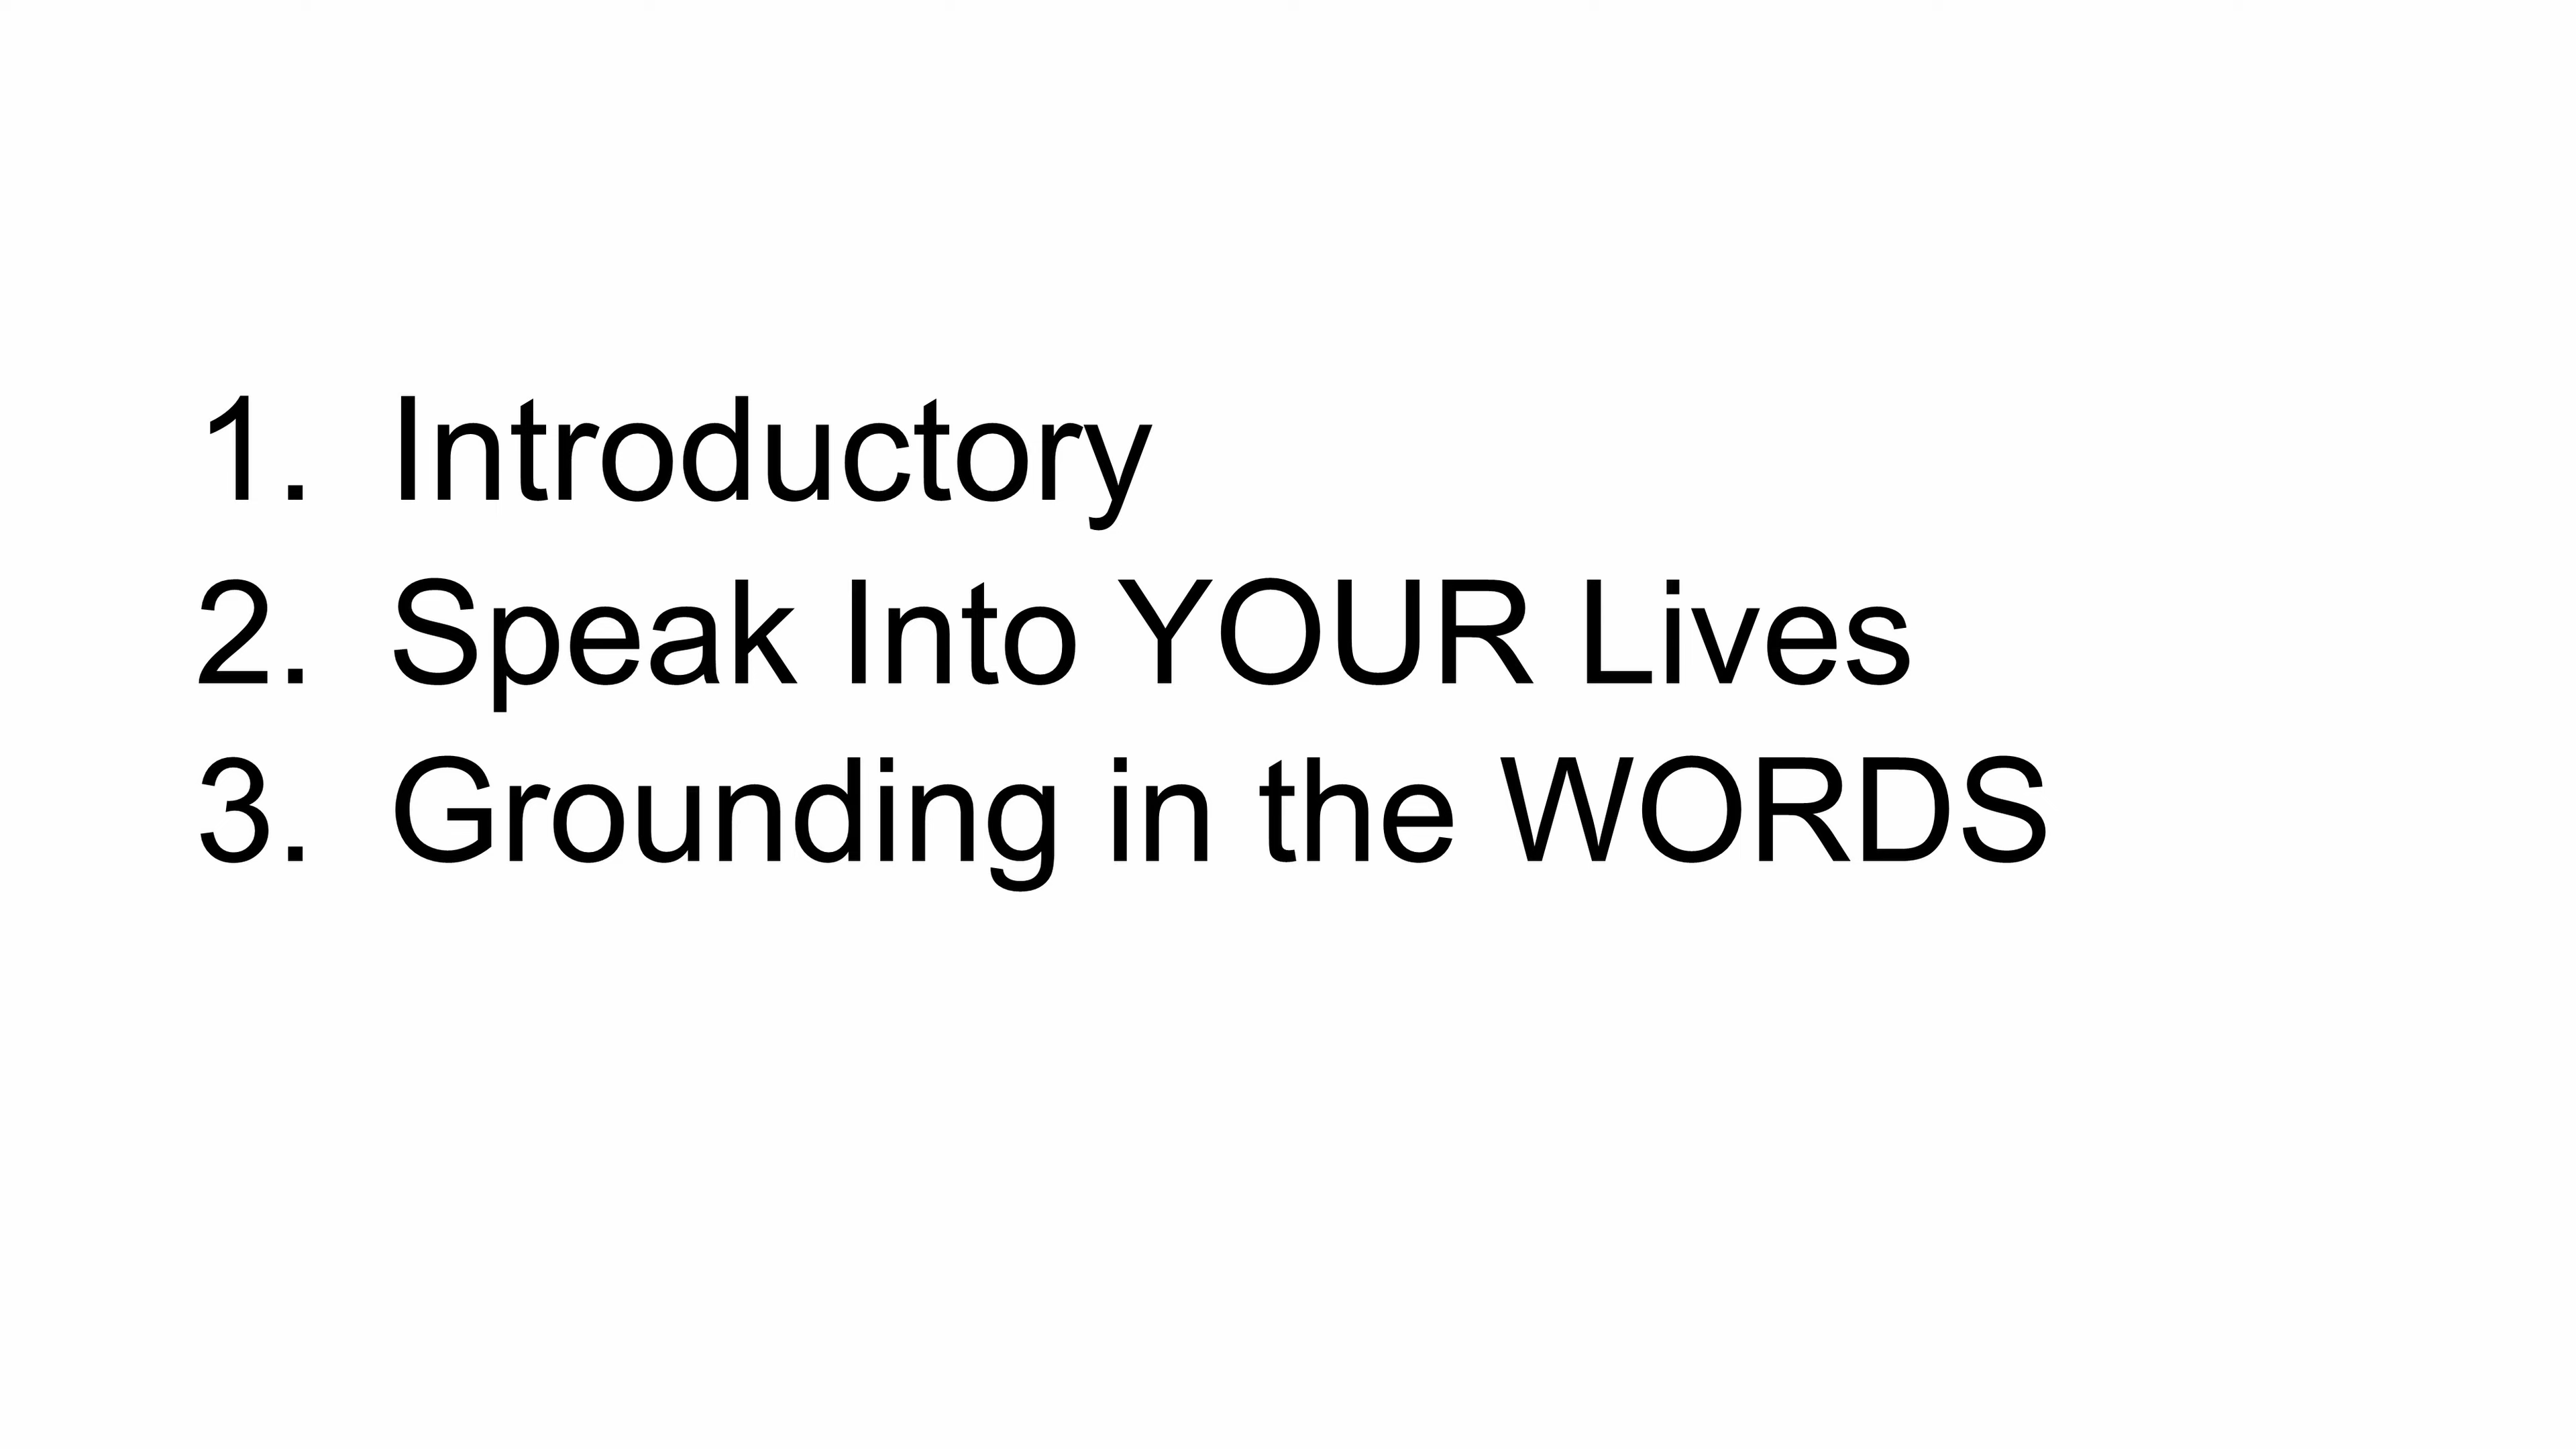 1. Introductory
2. Speak Into YOUR Lives
3. Grounding in the WORDS